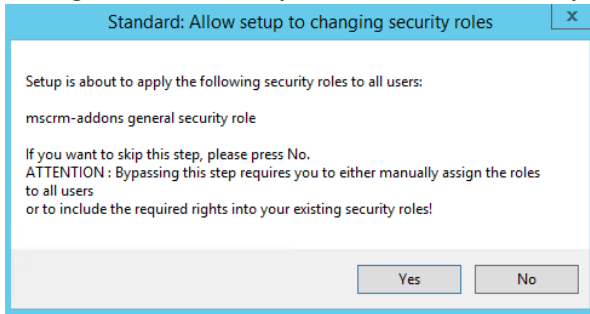 Standard: Allow setup to changing security roles
x
Setup is about to apply the following security roles to all users:
mscrm-addons general security role
If you want to skip this step, please press No.
ATTENTION : Bypassing this step requires you to either manually assign the roles
to all users
or to include the required rights into your existing security roles!
Yes No